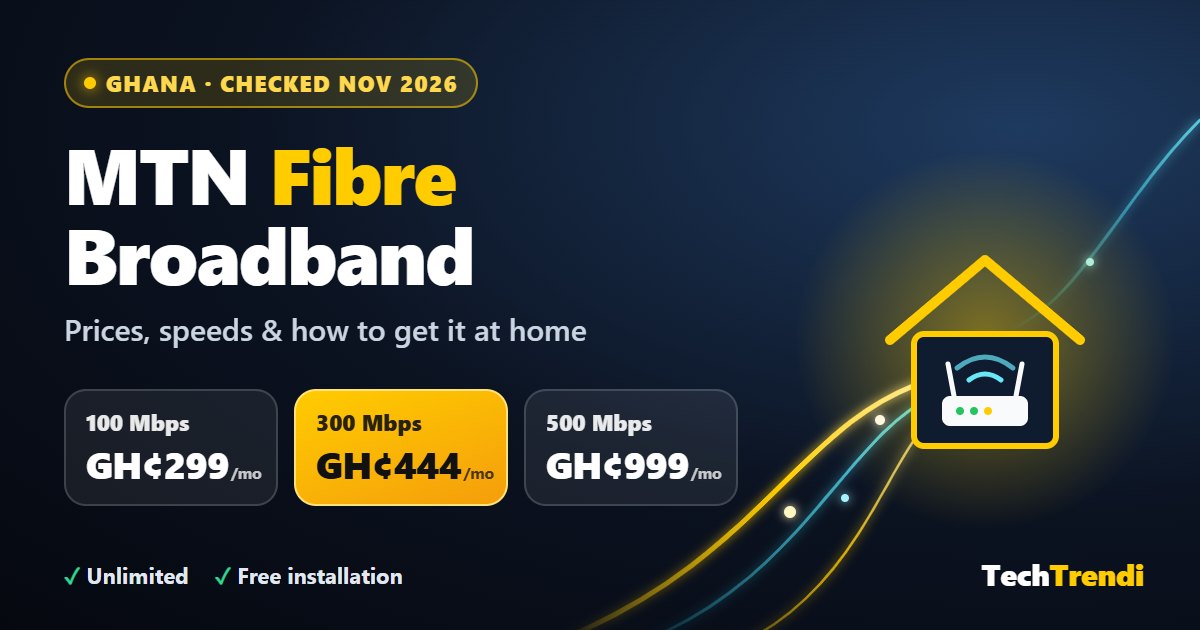 GHANA · CHECKED NOV 2026
MTN Fibre
Broadband
Prices, speeds & how to get it at home
100 Mbps
GH¢299/mo
300 Mbps
GH¢444/mo
500 Mbps
GH¢999/mo
✓ Unlimited ✓ Free installation
TechTrendi